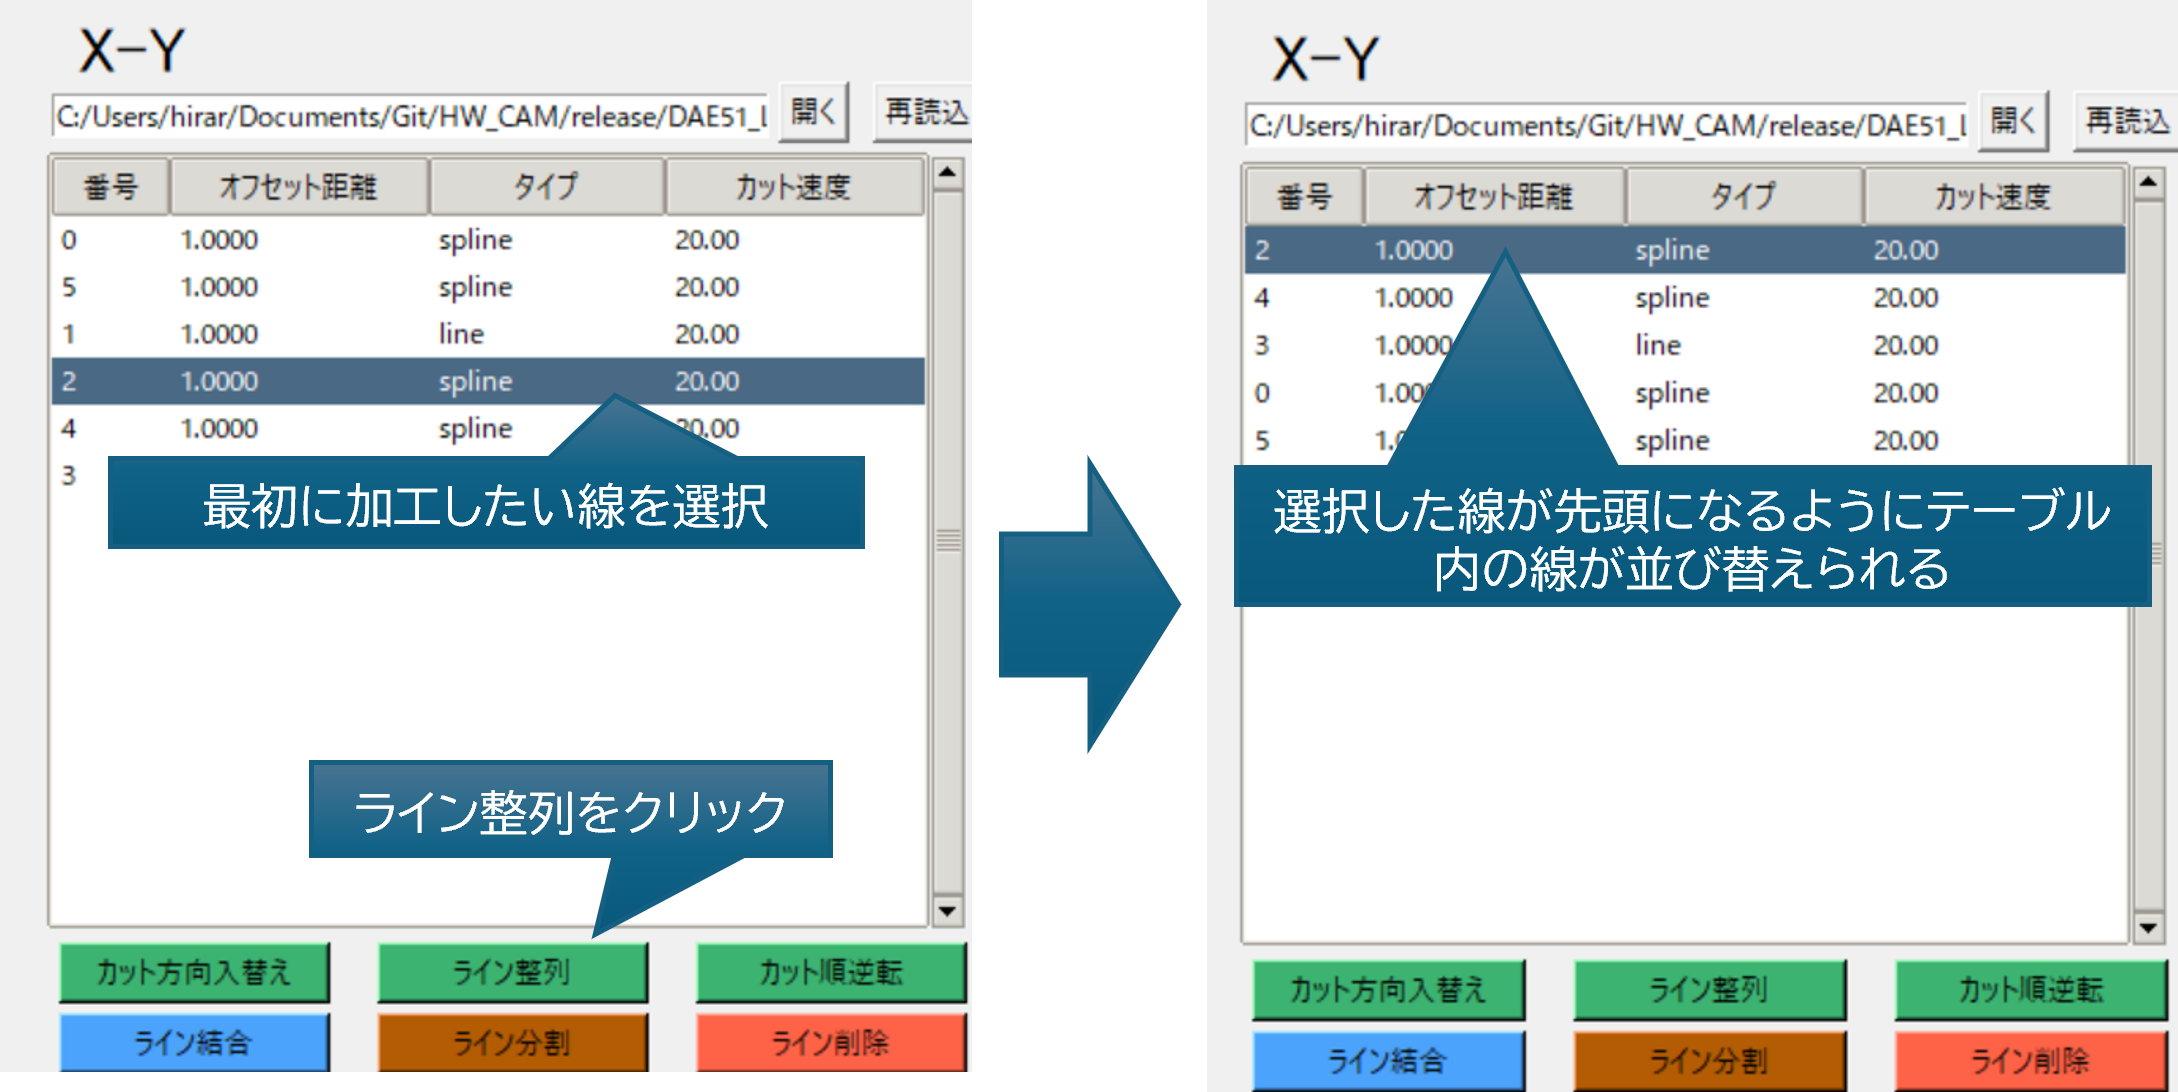 X-Y
C:/Users/hirar/Documents/Git/HW_CAM/release/DAE51_l
開く
再読込
番号 オフセット距離 タイプ カット速度
0 1.0000 spline 20.00
5 1.0000 spline 20.00
1 1.0000 line 20.00
2 1.0000 spline 20.00
4 1.0000 spline 20.00
3
最初に加工したい線を選択
ライン整列をクリック
カット方向入替え ライン整列 カット順逆転
ライン結合 ライン分割 ライン削除
X-Y
C:/Users/hirar/Documents/Git/HW_CAM/release/DAE51_l
開く
再読込
番号 オフセット距離 タイプ カット速度
2 1.0000 spline 20.00
4 1.0000 spline 20.00
3 1.0000 line 20.00
0 1.00 spline 20.00
5 1.0 spline 20.00
選択した線が先頭になるようにテーブル
内の線が並び替えられる
カット方向入替え ライン整列 カット順逆転
ライン結合 ライン分割 ライン削除